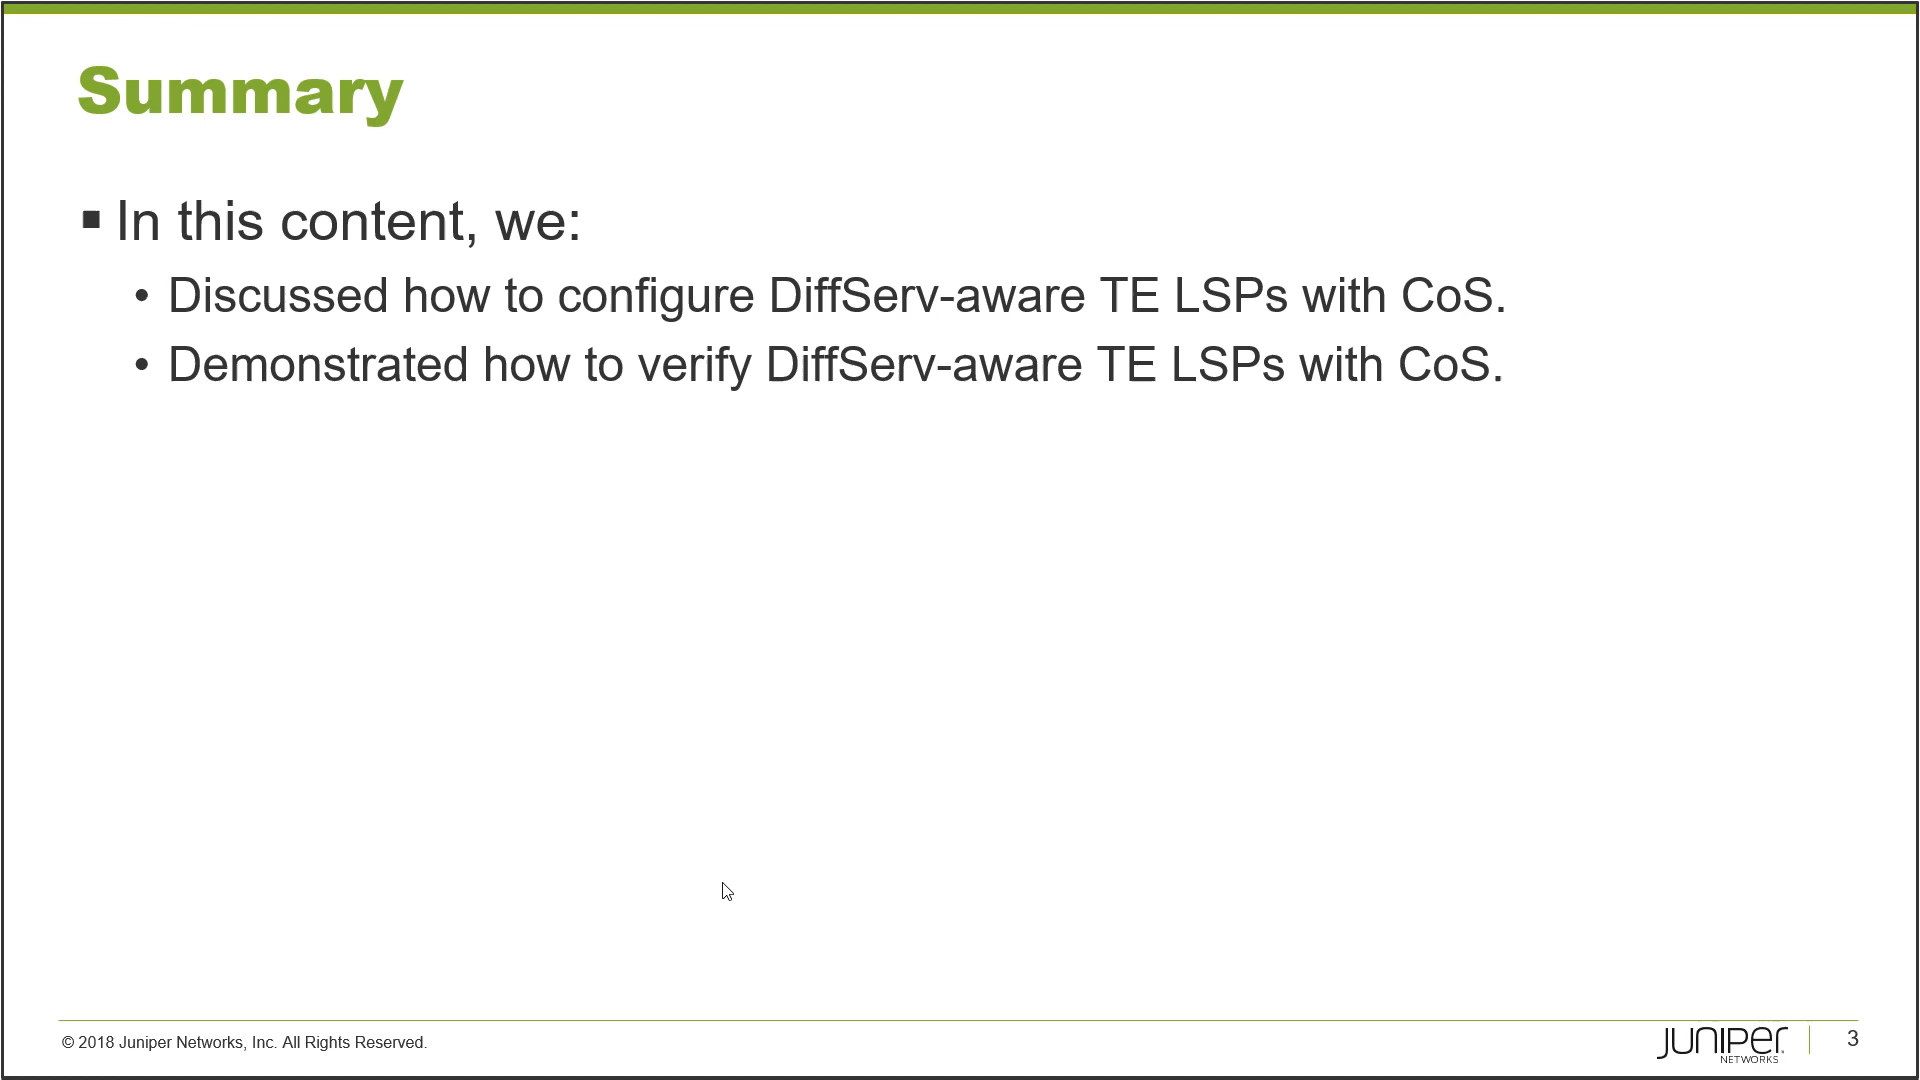 Summary
▪ In this content, we:
• Discussed how to configure DiffServ-aware TE LSPs with CoS.
• Demonstrated how to verify DiffServ-aware TE LSPs with CoS.
© 2018 Juniper Networks, Inc. All Rights Reserved.
JUNIPER
NETWORKS
3